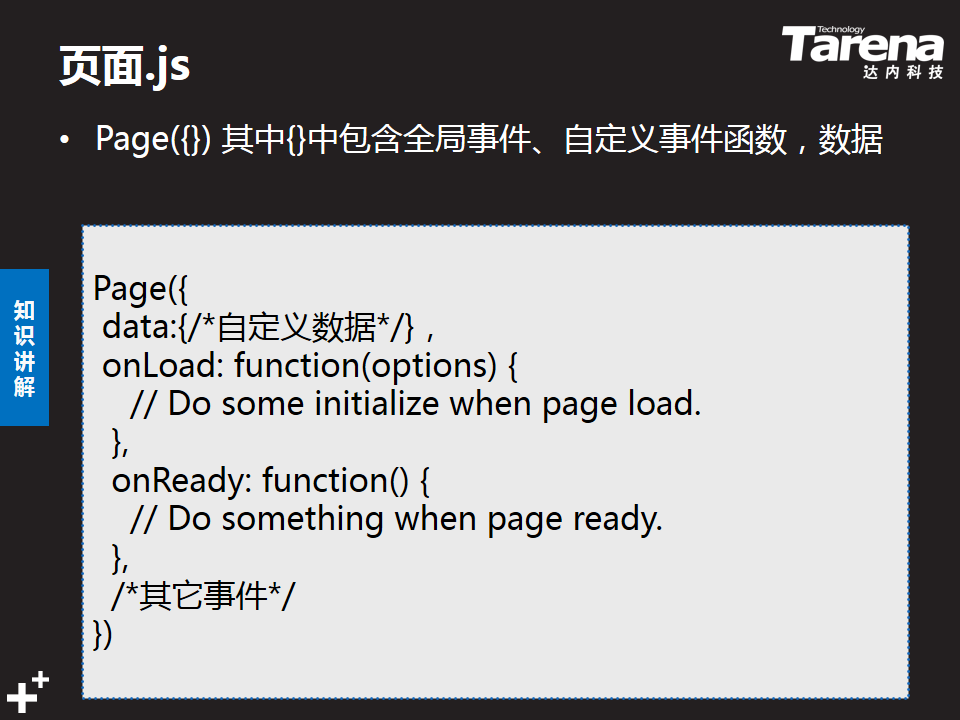 页面.js
Technology
Tarena
达内科技
• Page({}) 其中{}中包含全局事件、自定义事件函数，数据
知识讲解
Page({
data:{/*自定义数据*/}，
onLoad: function(options) {
// Do some initialize when page load.
},
onReady: function() {
// Do something when page ready.
},
/*其它事件*/
})